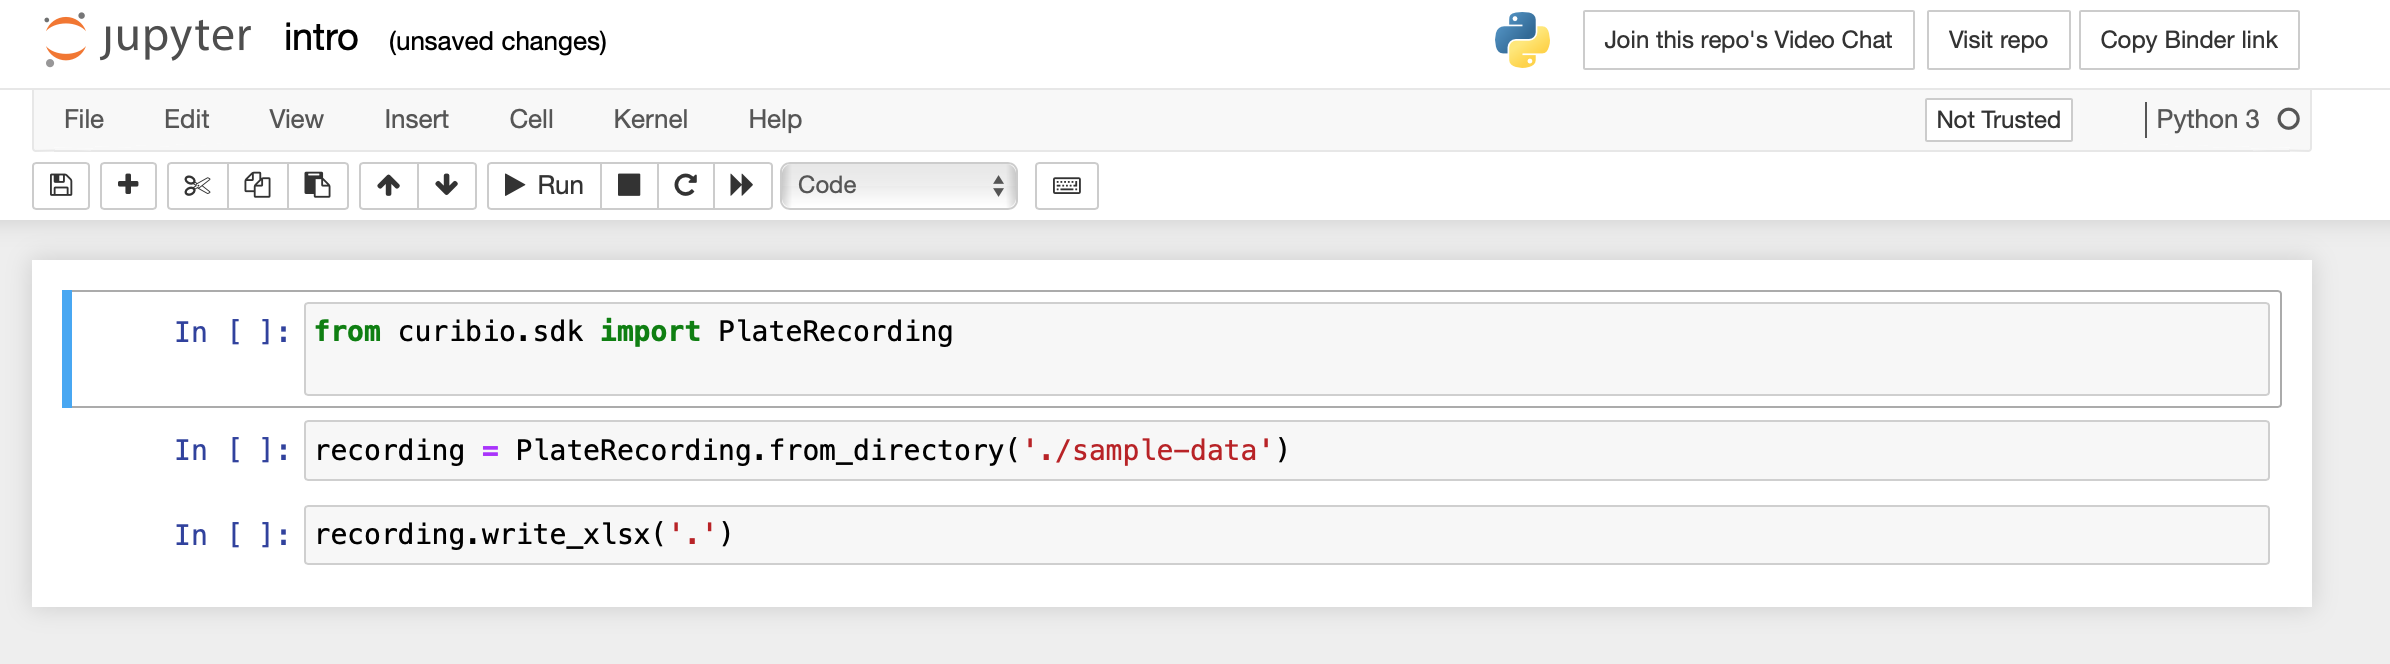 jupyter intro (unsaved changes) Join this repo's Video Chat Visit repo Copy Binder link
File Edit View Insert Cell Kernel Help Not Trusted Python 3
Run Code
In [ ]: from curibio.sdk import PlateRecording
In [ ]: recording = PlateRecording.from_directory('./sample-data')
In [ ]: recording.write_xlsx('.')